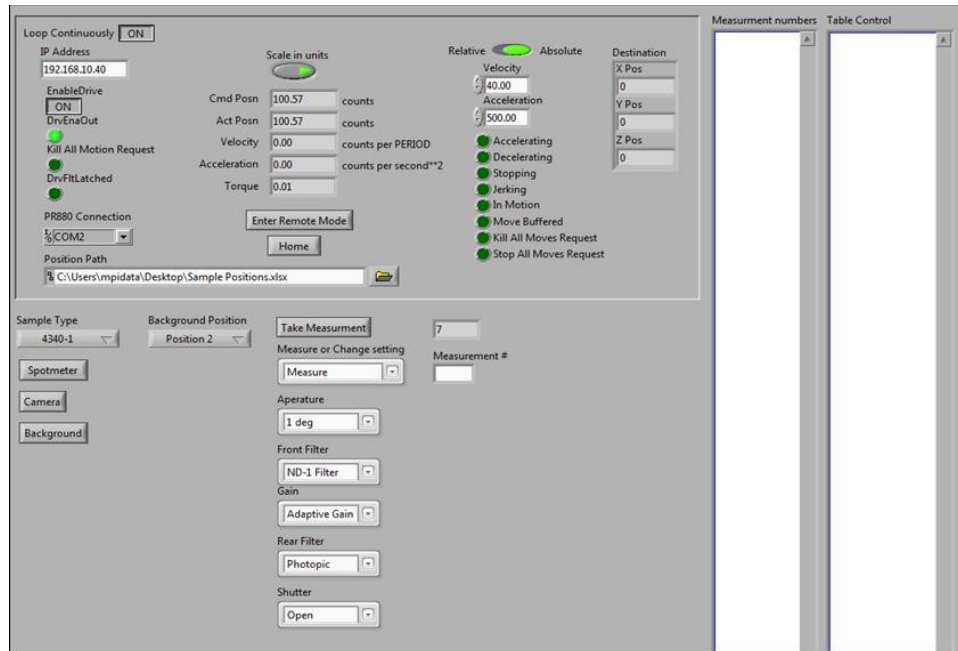 Measurment numbers Table Control
Loop Continuously ON
IP Address
192.168.10.40
EnableDrive
ON
DrvEnaOut
Kill All Motion Request
DrvFltLatched
PR880 Connection
COM2
Position Path
C:\Users\mpidata\Desktop\Sample Positions.xlsx
Scale in units
Cmd Posn 100.57 counts
Act Posn 100.57 counts
Velocity 0.00 counts per PERIOD
Acceleration 0.00 counts per second**2
Torque 0.01
Enter Remote Mode
Home
Relative Absolute
Velocity
40.00
Acceleration
500.00
Accelerating
Decelerating
Stopping
Jerking
In Motion
Move Buffered
Kill All Moves Request
Stop All Moves Request
Destination
X Pos
0
Y Pos
0
Z Pos
0
Sample Type
4340-1
Background Position
Position 2
Spotmeter
Camera
Background
Take Measurment 7
Measure or Change setting
Measure
Measurement #
Aperature
1 deg
Front Filter
ND-1 Filter
Gain
Adaptive Gain
Rear Filter
Photopic
Shutter
Open